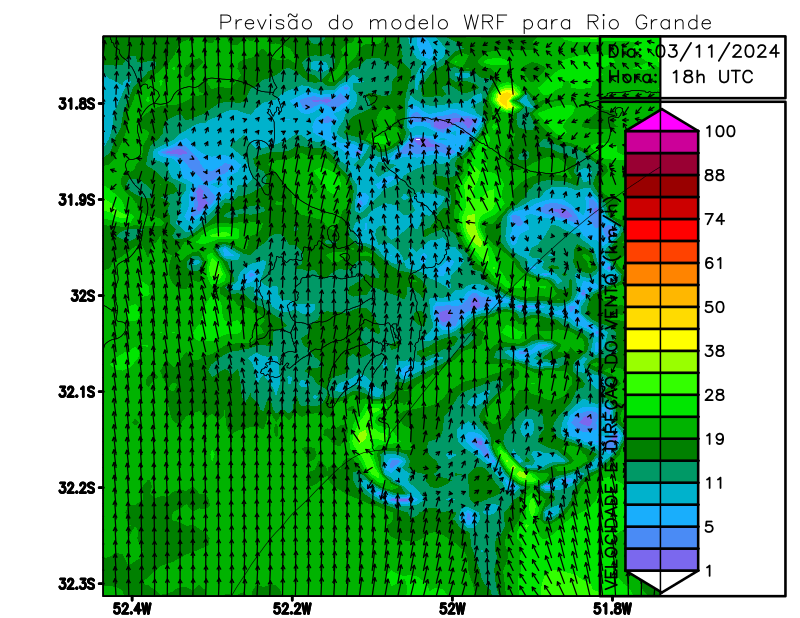 Previsão do modelo WRF para Rio Grande
Dia: 03/11/2024
Hora: 18h UTC
31.8S
31.9S
32S
32.1S
32.2S
32.3S
52.4W
52.2W
52W
51.8W
VELOCIDADE E DIREÇÃO DO VENTO (km/h)
100
88
74
61
50
38
28
19
11
5
1